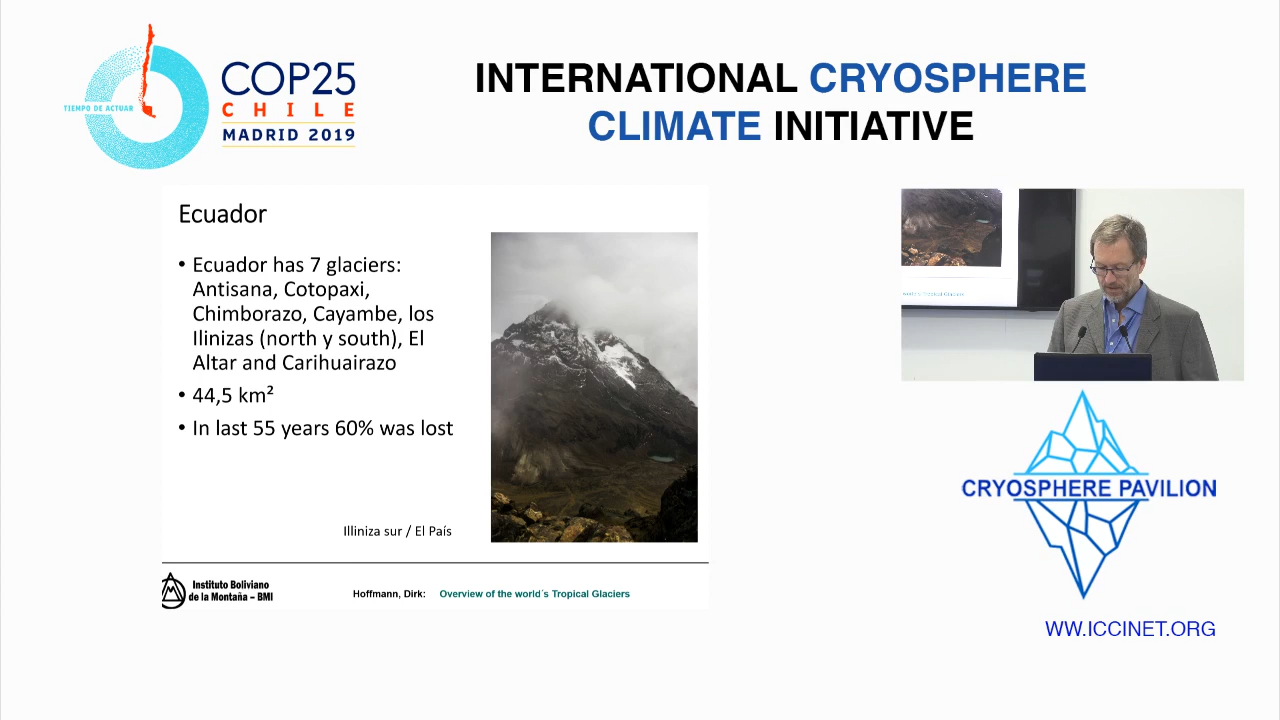 TIEMPO DE ACTUAR
COP25
CHILE
MADRID 2019
INTERNATIONAL CRYOSPHERE
CLIMATE INITIATIVE
Ecuador
• Ecuador has 7 glaciers:
Antisana, Cotopaxi,
Chimborazo, Cayambe, los
Ilinizas (north y south), El
Altar and Carihuairazo
• 44,5 km²
• In last 55 years 60% was lost
Illiniza sur / El País
Instituto Boliviano
de la Montaña – BMI
Hoffmann, Dirk: Overview of the world´s Tropical Glaciers
world´s Tropical Glaciers
CRYOSPHERE PAVILION
WW.ICCINET.ORG